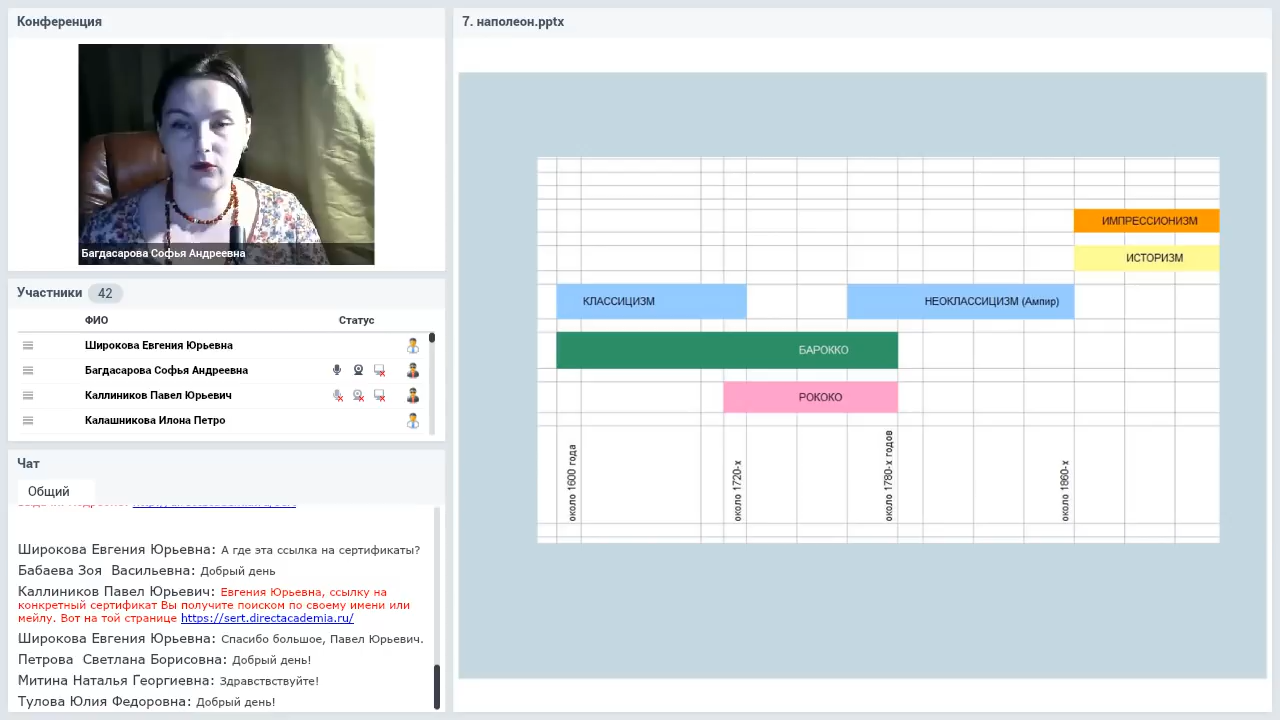 Конференция
Багдасарова Софья Андреевна
Участники 42
ФИО Статус
Широкова Евгения Юрьевна
Багдасарова Софья Андреевна
Каллиников Павел Юрьевич
Калашникова Илона Петро
Чат
Общий
Широкова Евгения Юрьевна: А где эта ссылка на сертификаты?
Бабаева Зоя Васильевна: Добрый день
Каллиников Павел Юрьевич: Евгения Юрьевна, ссылку на
конкретный сертификат Вы получите поиском по своему имени или
мейлу. Вот на той странице https://sert.directacademia.ru/
Широкова Евгения Юрьевна: Спасибо большое, Павел Юрьевич.
Петрова Светлана Борисовна: Добрый день!
Митина Наталья Георгиевна: Здравствствуйте!
Тулова Юлия Федоровна: Добрый день!
7. наполеон.pptx
ИМПРЕССИОНИЗМ
ИСТОРИЗМ
КЛАССИЦИЗМ
НЕОКЛАССИЦИЗМ (Ампир)
БАРОККО
РОКОКО
около 1600 года
около 1720-х
около 1780-х годов
около 1860-х